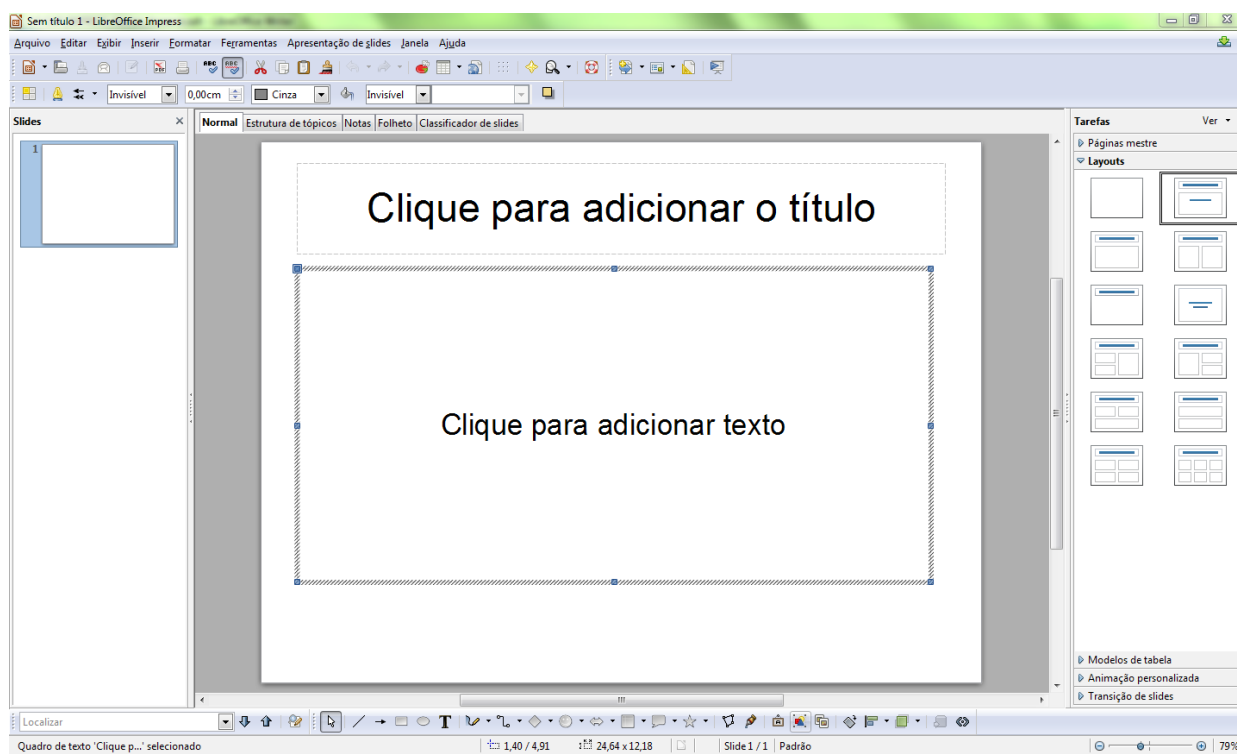 Sem título 1 - LibreOffice Impress
Arquivo Editar Exibir Inserir Formatar Ferramentas Apresentação de slides Janela Ajuda
Invisível 0,00cm Cinza Invisível
Slides
Normal Estrutura de tópicos Notas Folheto Classificador de slides
Tarefas Ver
1
Páginas mestre
Layouts
Clique para adicionar o título
Clique para adicionar texto
Modelos de tabela
Animação personalizada
Transição de slides
Localizar
Quadro de texto 'Clique p...' selecionado 1,40 / 4,91 24,64 x 12,18 Slide 1 / 1 Padrão 79%